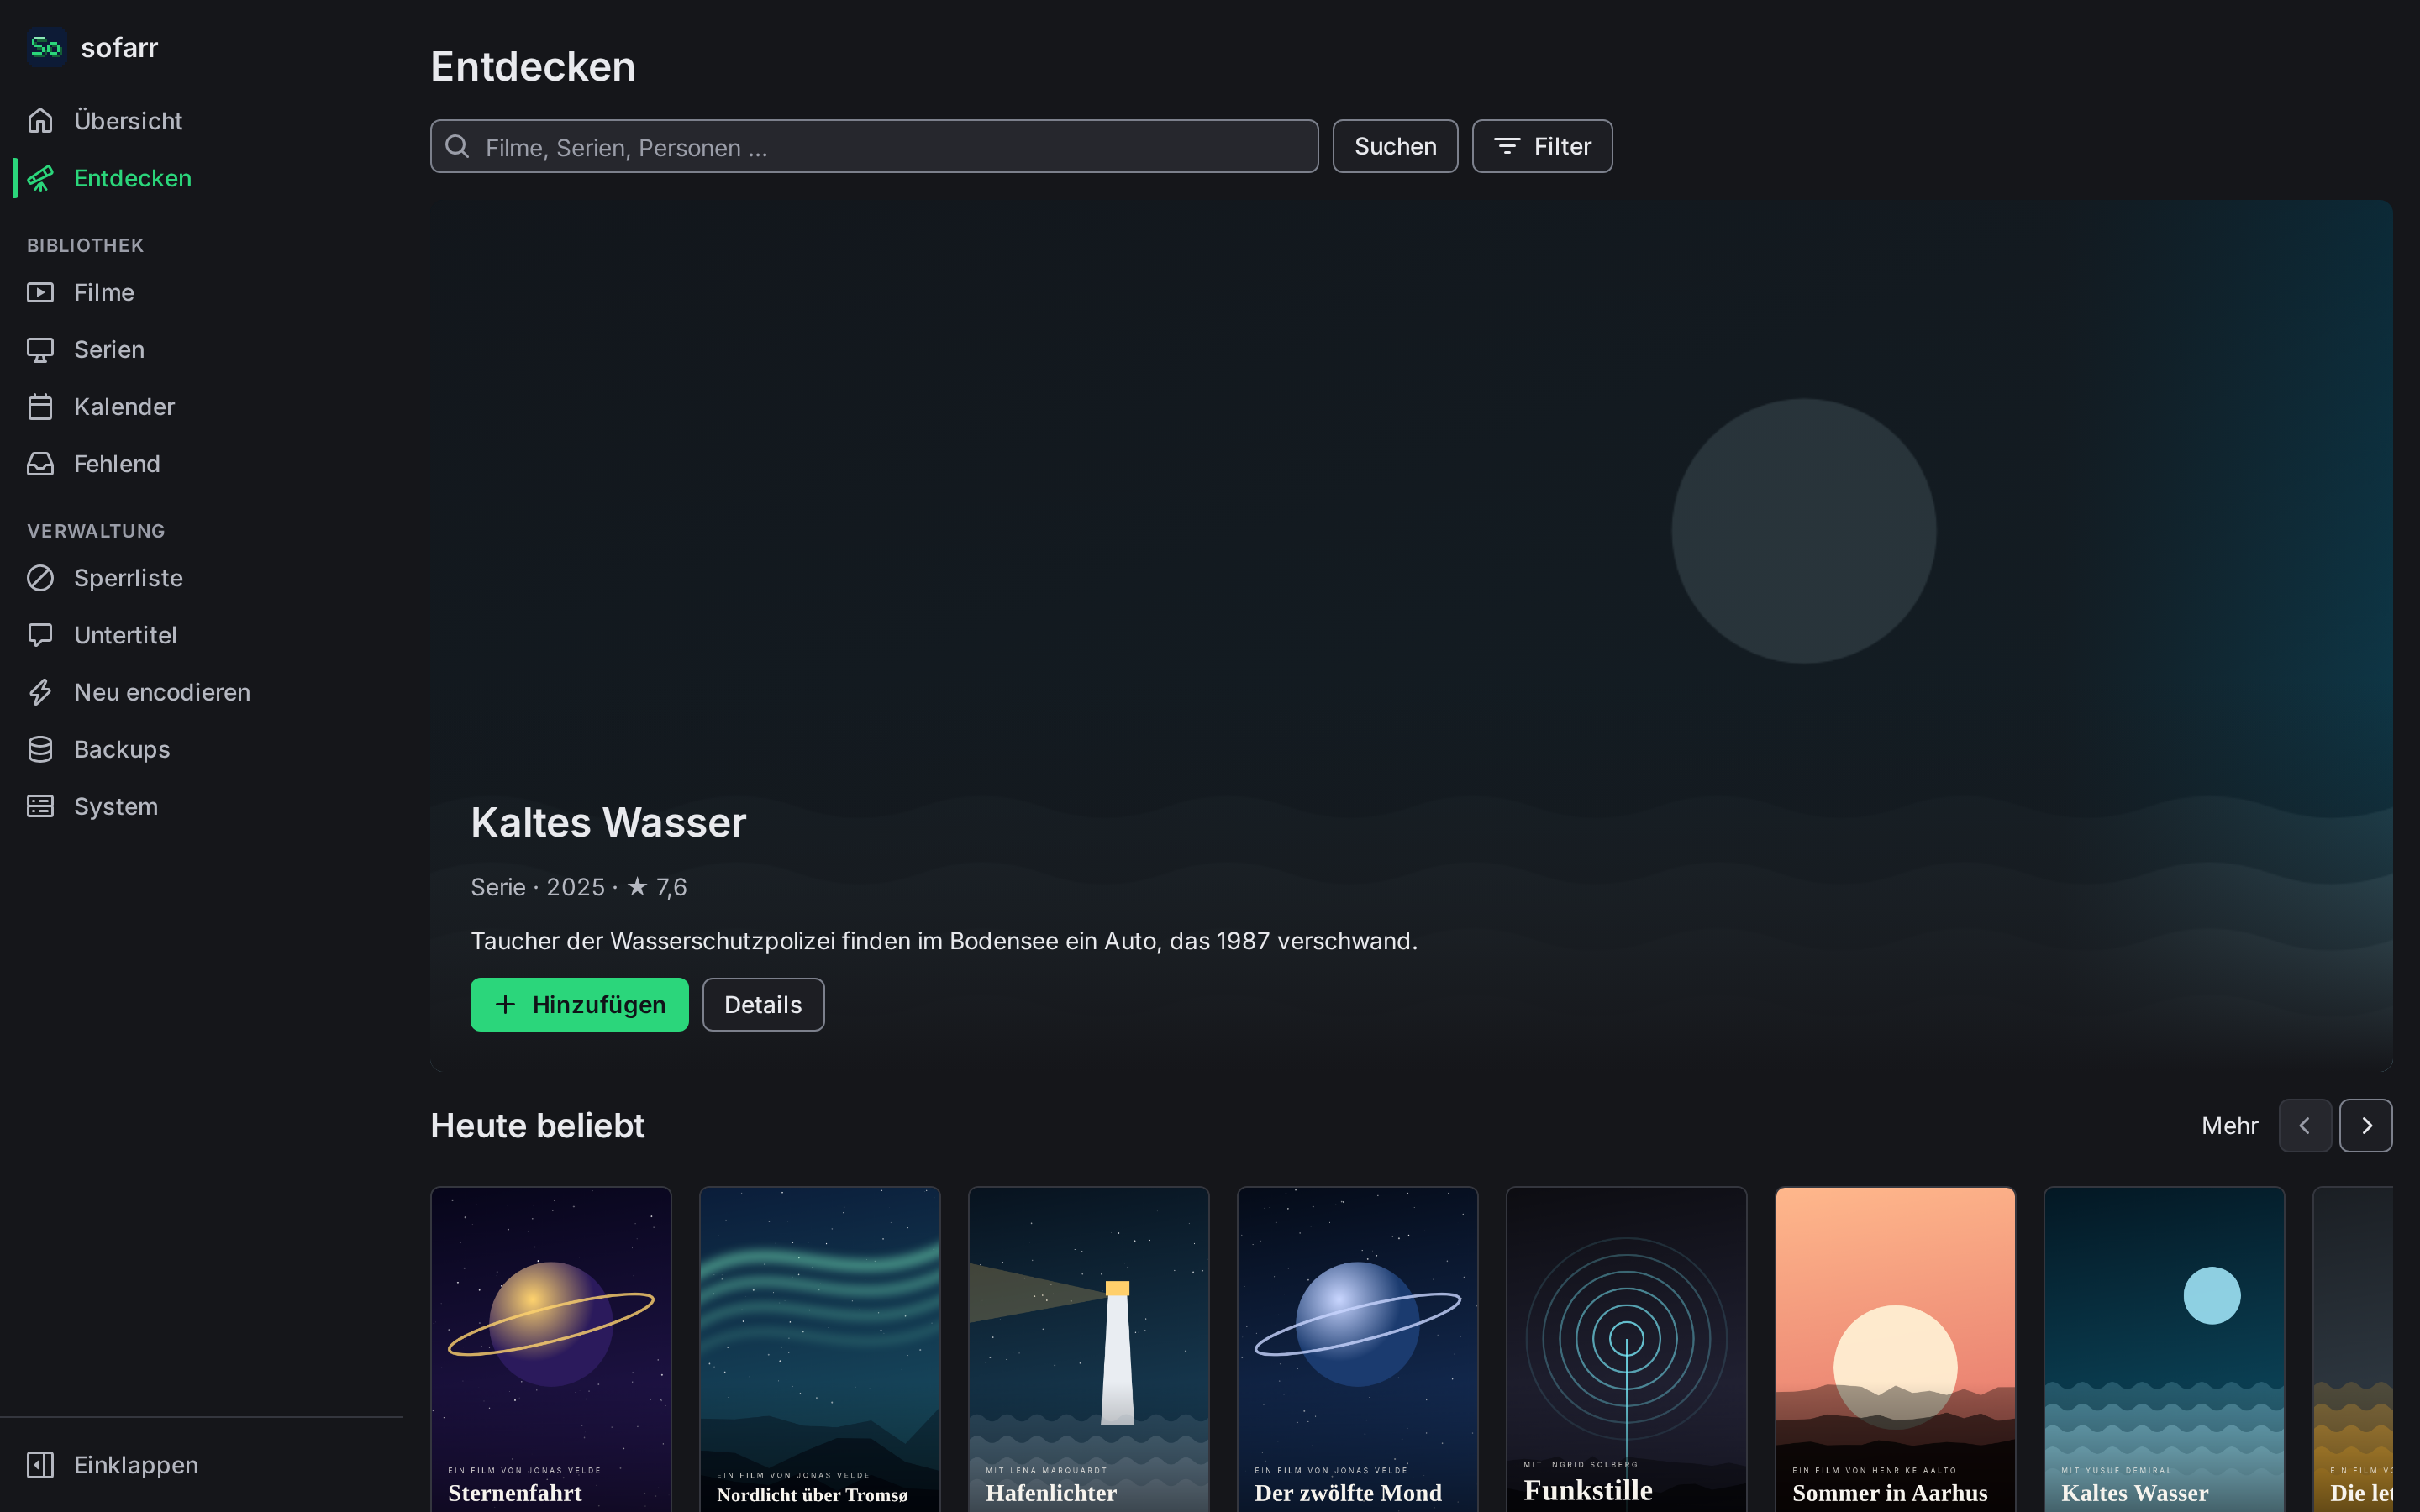 So sofarr
Übersicht
Entdecken
BIBLIOTHEK
Filme
Serien
Kalender
Fehlend
VERWALTUNG
Sperrliste
Untertitel
Neu encodieren
Backups
System
Einklappen
Entdecken
Filme, Serien, Personen ...
Suchen
Filter
Kaltes Wasser
Serie · 2025 · ★ 7,6
Taucher der Wasserschutzpolizei finden im Bodensee ein Auto, das 1987 verschwand.
Hinzufügen
Details
Heute beliebt
Mehr
EIN FILM VON JONAS VELDE
Sternenfahrt
EIN FILM VON JONAS VELDE
Nordlicht über Tromsø
MIT LENA MARQUARDT
Hafenlichter
EIN FILM VON JONAS VELDE
Der zwölfte Mond
MIT INGRID SOLBERG
Funkstille
EIN FILM VON HENRIKE AALTO
Sommer in Aarhus
MIT YUSUF DEMIRAL
Kaltes Wasser
EIN FILM
Die